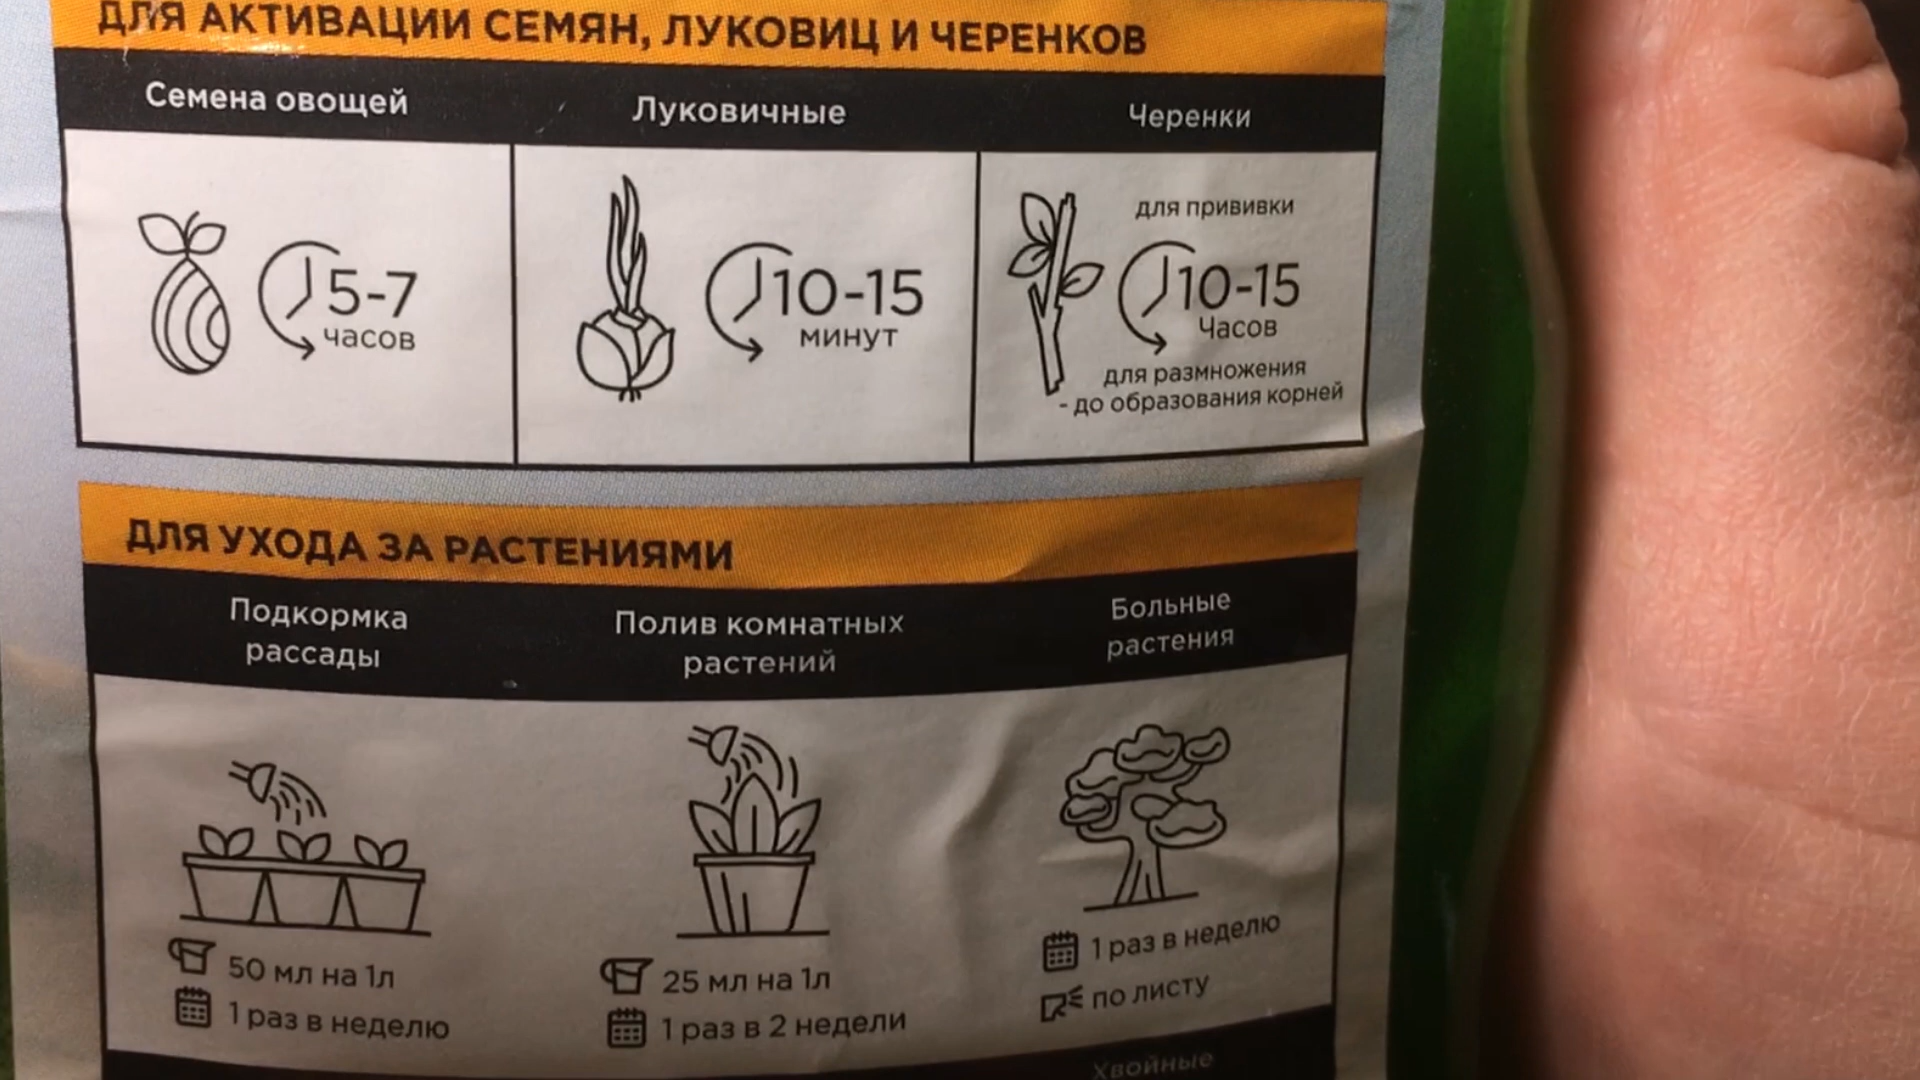 ДЛЯ АКТИВАЦИИ СЕМЯН, ЛУКОВИЦ И ЧЕРЕНКОВ
Семена овощей
Луковичные
Черенки
5-7
часов
10-15
минут
для прививки
10-15
Часов
для размножения
- до образования корней
ДЛЯ УХОДА ЗА РАСТЕНИЯМИ
Подкормка
рассады
Полив комнатных
растений
Больные
растения
50 мл на 1л
1 раз в неделю
25 мл на 1л
1 раз в 2 недели
1 раз в неделю
по листу
Хвойные